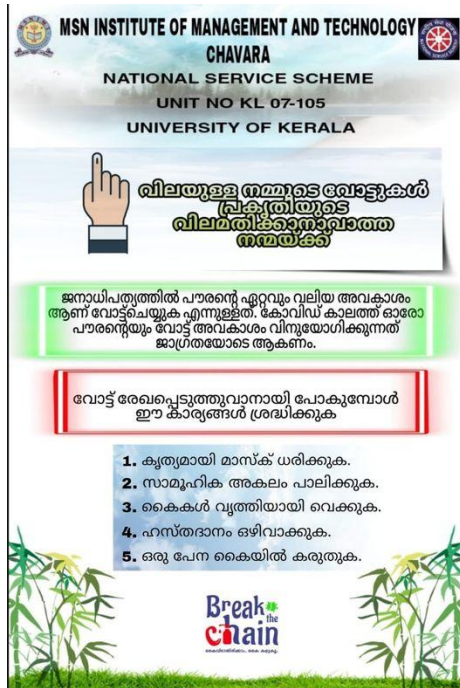 MSN INSTITUTE OF MANAGEMENT AND TECHNOLOGY
CHAVARA
NATIONAL SERVICE SCHEME
UNIT NO KL 07-105
UNIVERSITY OF KERALA
വിലയുള്ള നമ്മുടെ വോട്ടുകൾ
പ്രകൃതിയുടെ
വിലമതിക്കാനാവാത്ത
നന്മയ്ക്ക്
ജനാധിപത്യത്തിൽ പൗരന്റെ ഏറ്റവും വലിയ അവകാശം
ആണ് വോട്ട്ചെയ്യുക എന്നുള്ളത്. കോവിഡ് കാലത്ത് ഓരോ
പൗരന്റെയും വോട്ട് അവകാശം വിനുയോഗിക്കുന്നത്
ജാഗ്രതയോടെ ആകണം.
വോട്ട് രേഖപ്പെടുത്തുവാനായി പോകുമ്പോൾ
ഈ കാര്യങ്ങൾ ശ്രദ്ധിക്കുക
1. കൃത്യമായി മാസ്ക് ധരിക്കുക.
2. സാമൂഹിക അകലം പാലിക്കുക.
3. കൈകൾ വൃത്തിയായി വെക്കുക.
4. ഹസ്തദാനം ഒഴിവാക്കുക.
5. ഒരു പേന കൈയിൽ കരുതുക.
Break
the
chain